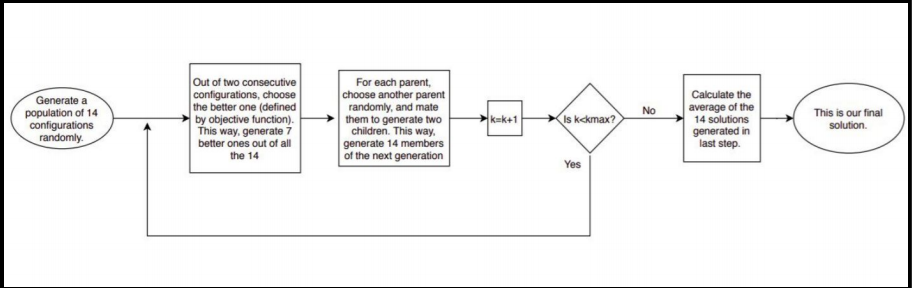 Generate a
population of 14
configurations
randomly.
Out of two consecutive
configurations, choose
the better one (defined
by objective function).
This way, generate 7
better ones out of all
the 14
For each parent,
choose another parent
randomly, and mate
them to generate two
children. This way,
generate 14 members
of the next generation
k=k+1
Is k<kmax?
No
Yes
Calculate the
average of the
14 solutions
generated in
last step.
This is our final
solution.